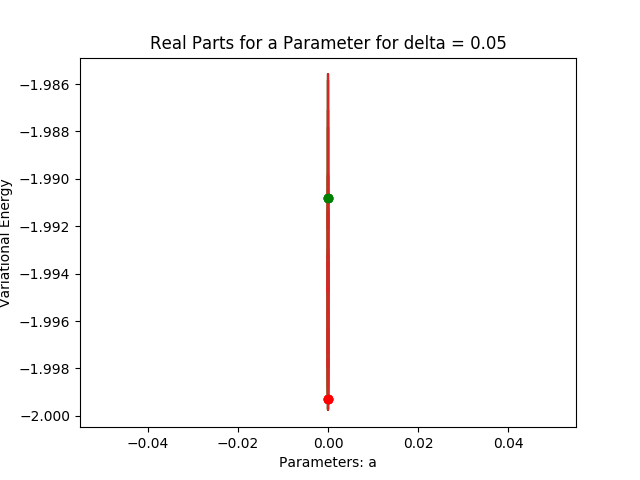 Real Parts for a Parameter for delta = 0.05
Variational Energy
−1.986
−1.988
−1.990
−1.992
−1.994
−1.996
−1.998
−2.000
−0.04 −0.02 0.00 0.02 0.04
Parameters: a